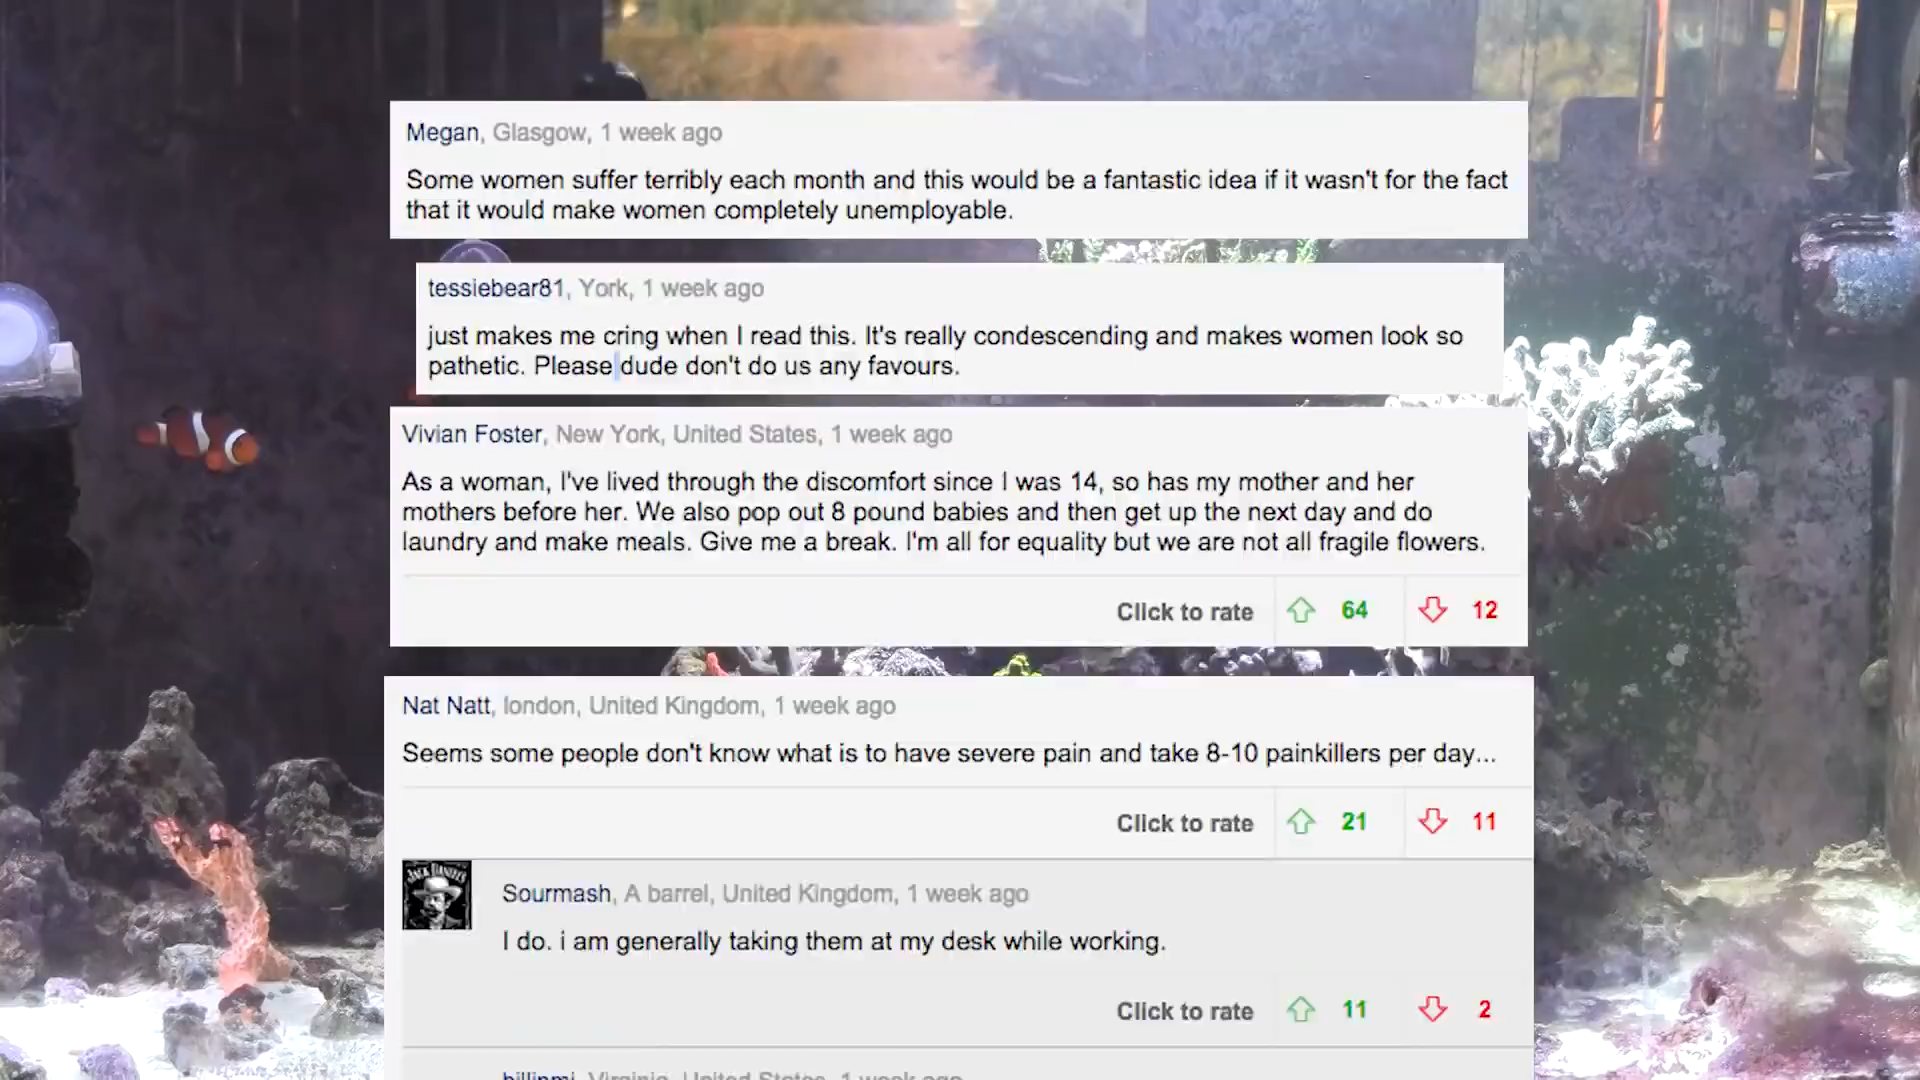 Megan, Glasgow, 1 week ago
Some women suffer terribly each month and this would be a fantastic idea if it wasn't for the fact
that it would make women completely unemployable.
tessiebear81, York, 1 week ago
just makes me cring when I read this. It's really condescending and makes women look so
pathetic. Please dude don't do us any favours.
Vivian Foster, New York, United States, 1 week ago
As a woman, I've lived through the discomfort since I was 14, so has my mother and her
mothers before her. We also pop out 8 pound babies and then get up the next day and do
laundry and make meals. Give me a break. I'm all for equality but we are not all fragile flowers.
Click to rate 64 12
Nat Natt, london, United Kingdom, 1 week ago
Seems some people don't know what is to have severe pain and take 8-10 painkillers per day...
Click to rate 21 11
JACK DANIEL'S
Sourmash, A barrel, United Kingdom, 1 week ago
I do. i am generally taking them at my desk while working.
Click to rate 11 2
Virginia, United States, 1 week ago